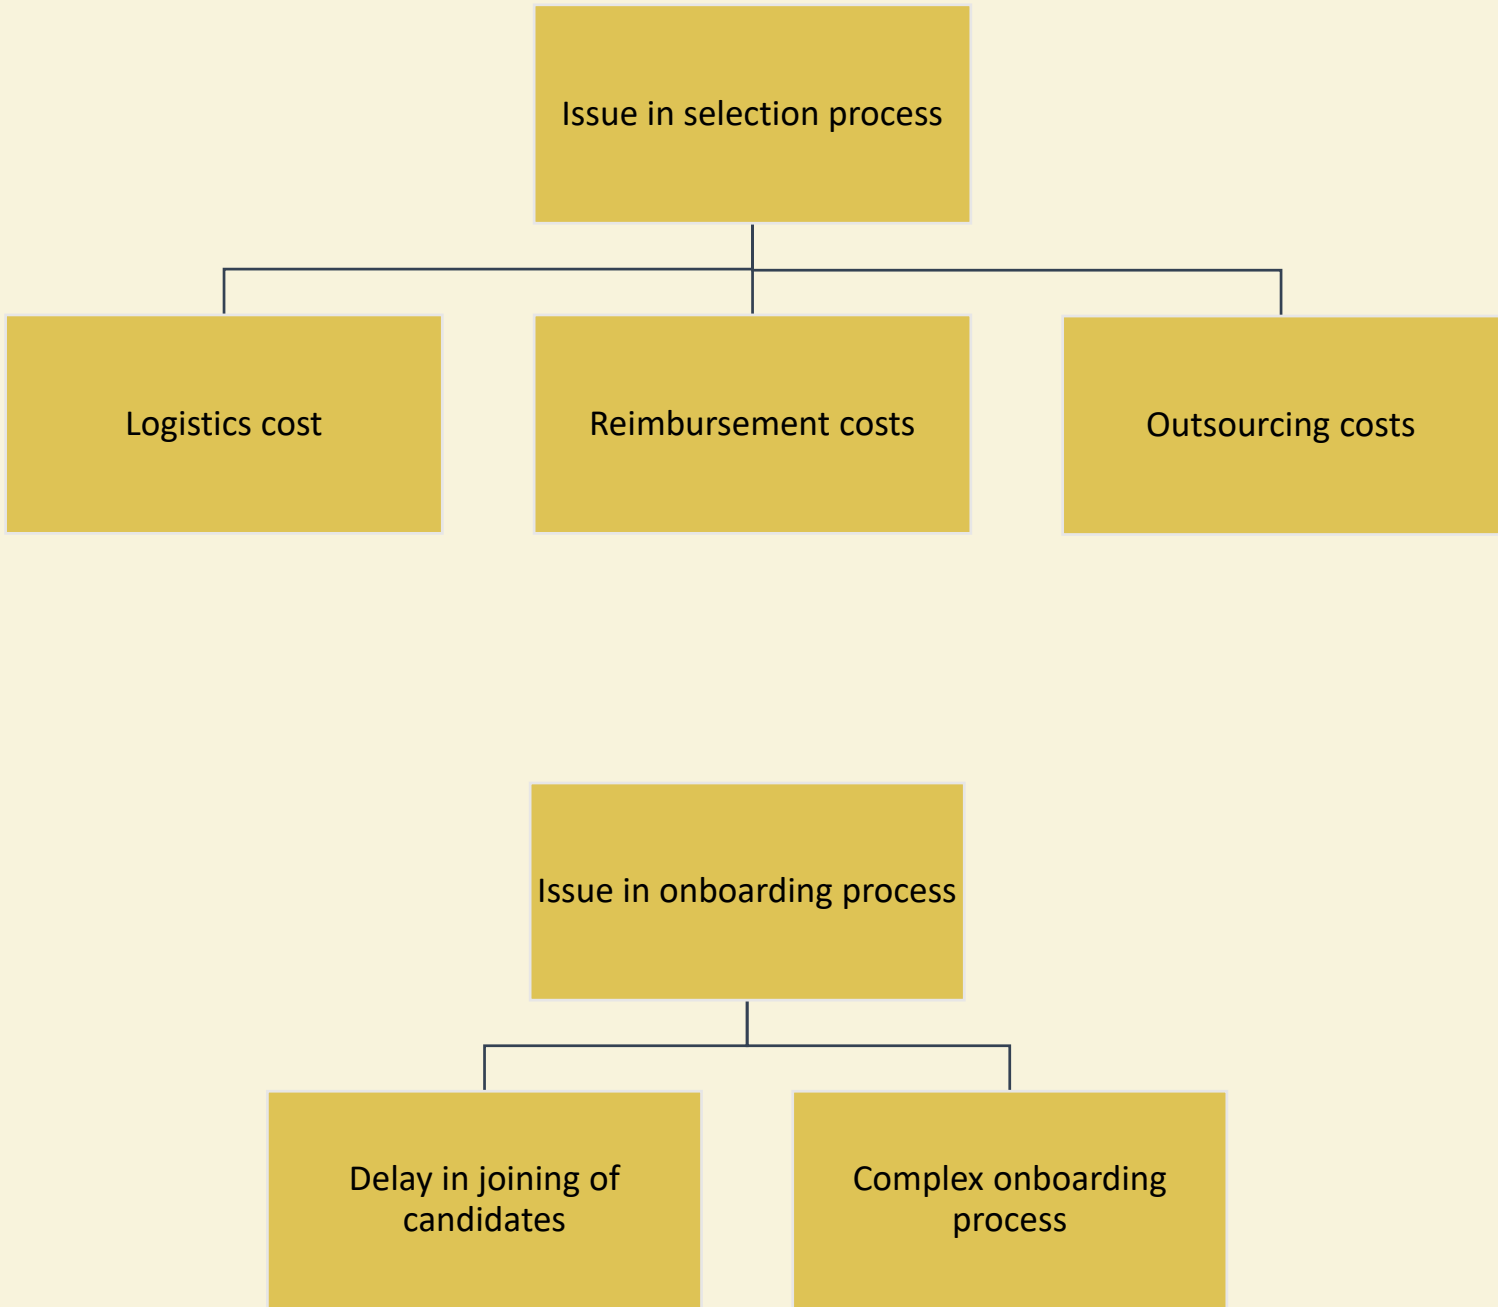 Issue in selection process
Logistics cost
Reimbursement costs
Outsourcing costs
Issue in onboarding process
Delay in joining of
candidates
Complex onboarding
process